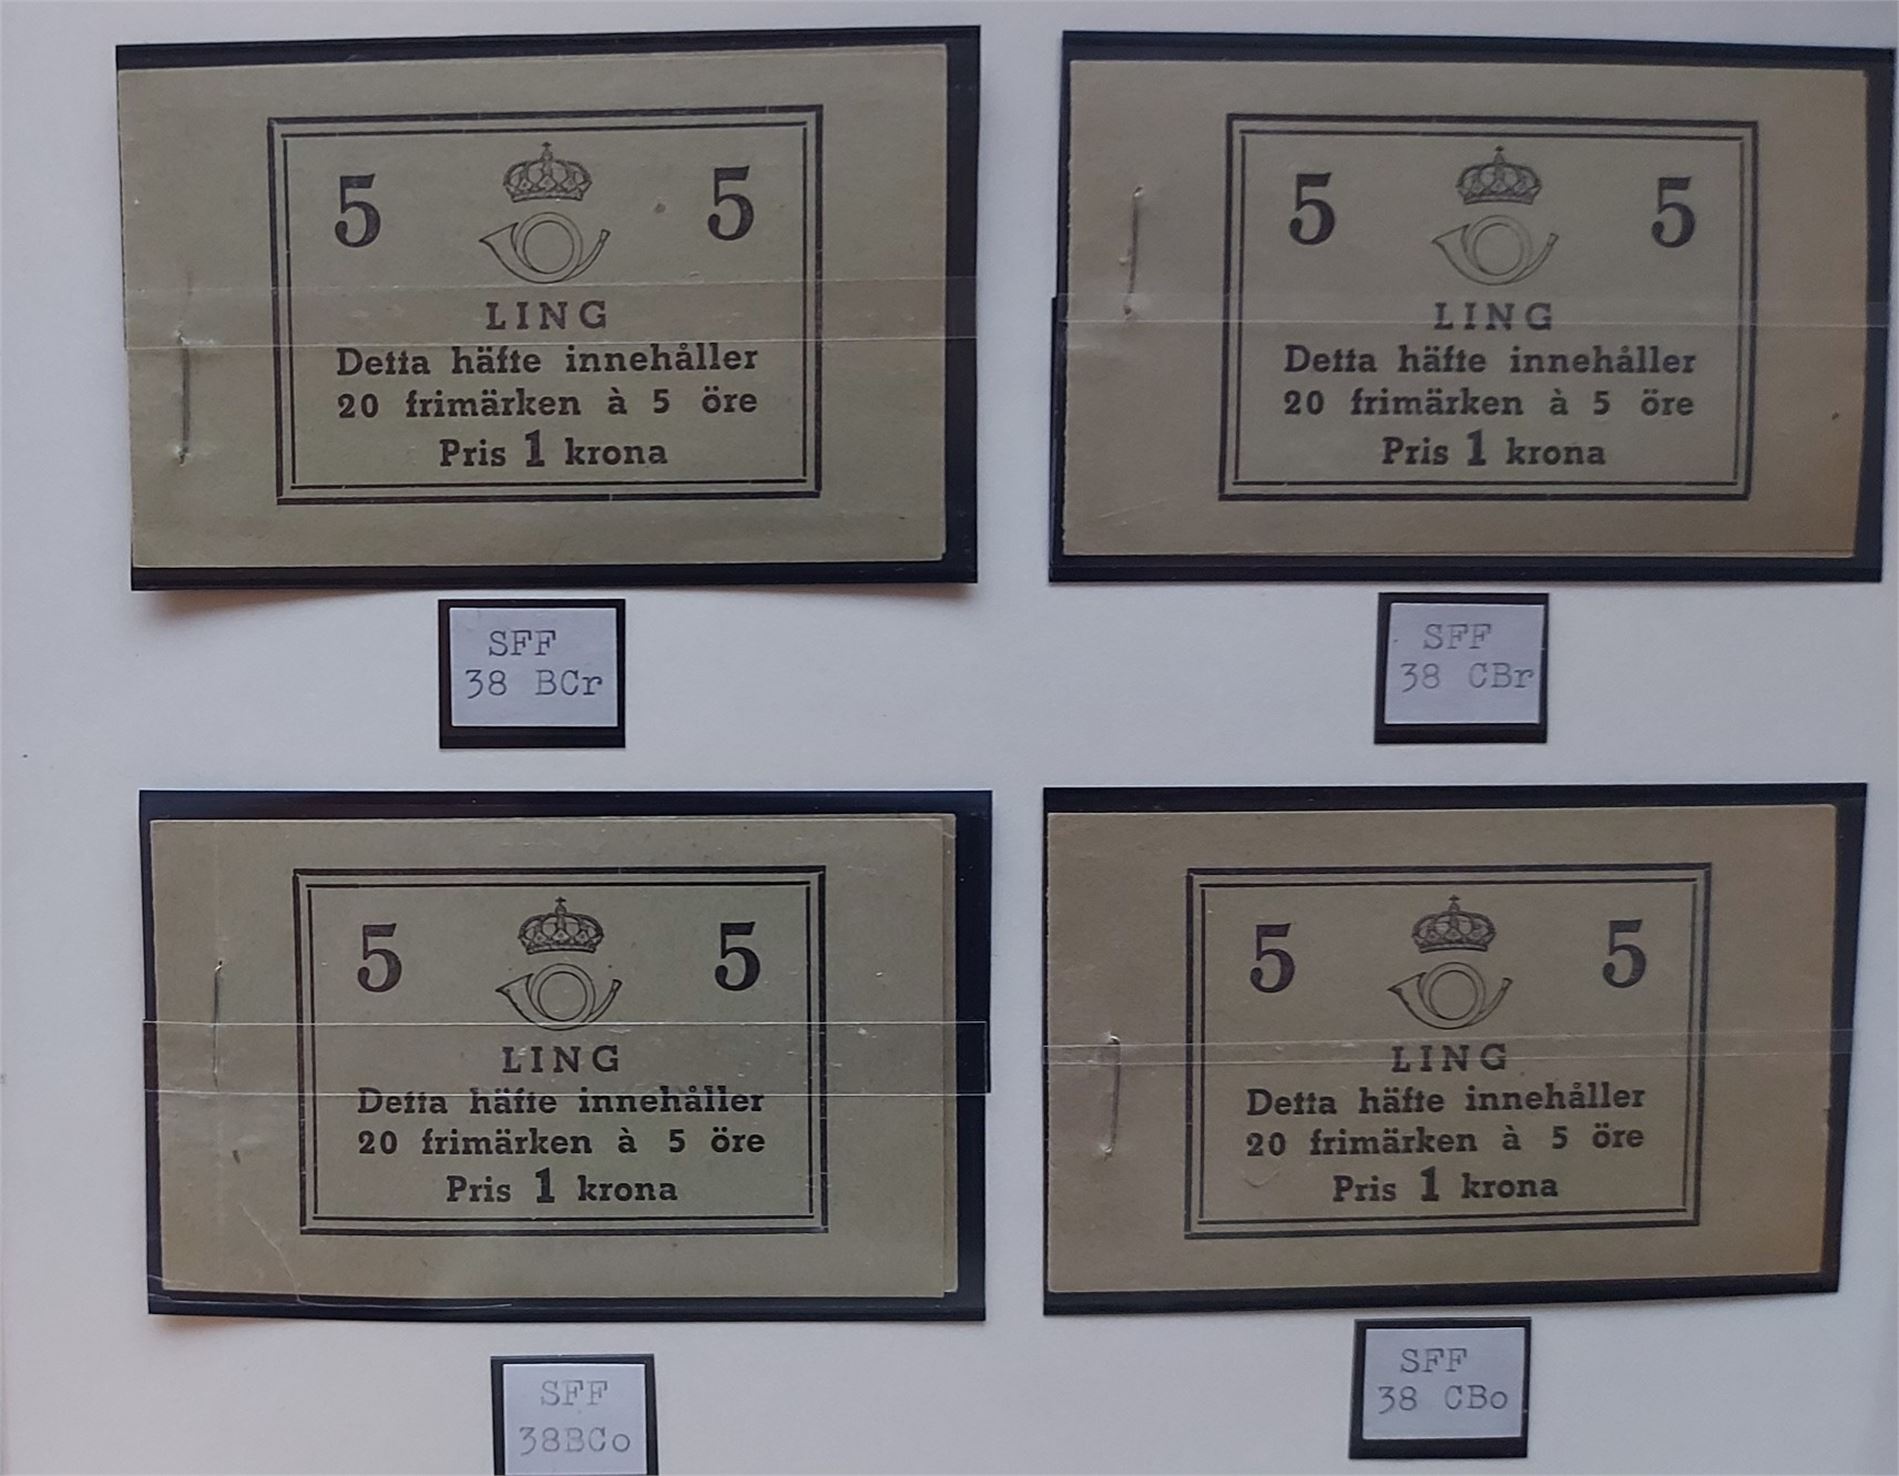 5 5
LING
Detta häfte innehåller
20 frimärken à 5 öre
Pris 1 krona
SFF
38 BCr
5 5
LING
Detta häfte innehåller
20 frimärken à 5 öre
Pris 1 krona
SFF
38 CBr
5 5
LING
Detta häfte innehåller
20 frimärken à 5 öre
Pris 1 krona
SFF
38BCo
5 5
LING
Detta häfte innehåller
20 frimärken à 5 öre
Pris 1 krona
SFF
38 CBo